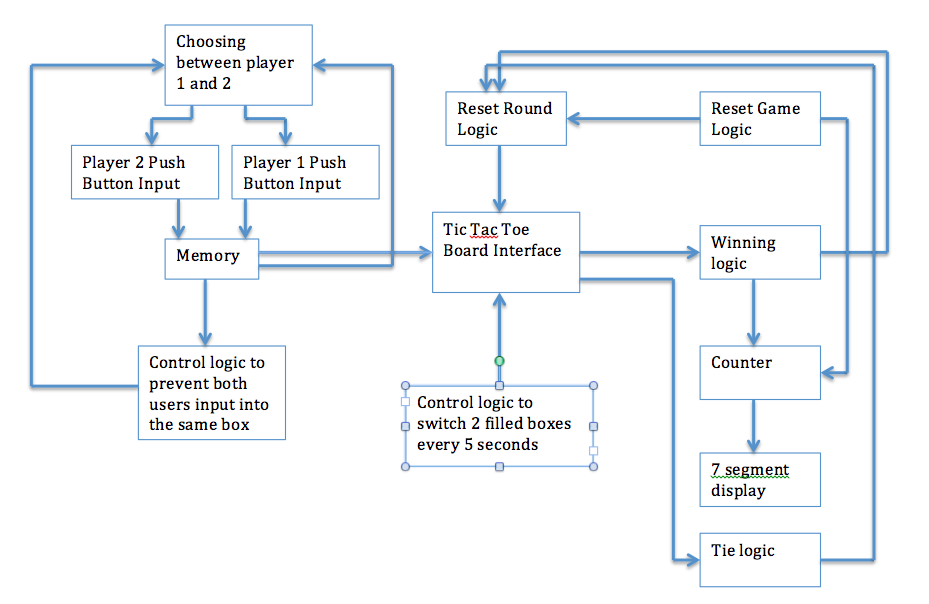 Choosing
between player
1 and 2
Player 2 Push
Button Input
Player 1 Push
Button Input
Memory
Control logic to
prevent both
users input into
the same box
Reset Round
Logic
Reset Game
Logic
Tic Tac Toe
Board Interface
Winning
logic
Control logic to
switch 2 filled boxes
every 5 seconds
Counter
7 segment
display
Tie logic